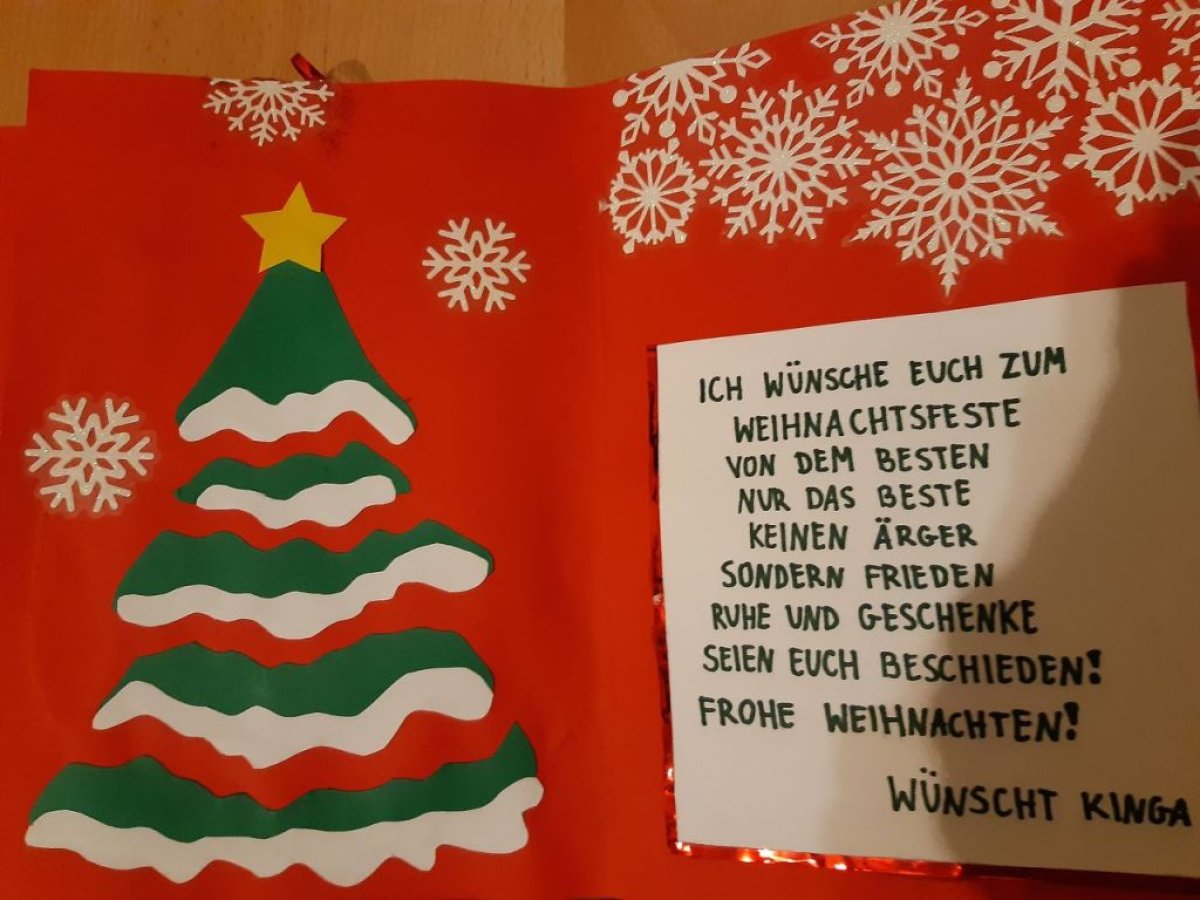 ICH WÜNSCHE EUCH ZUM
WEIHNACHTSFESTE
VON DEM BESTEN
NUR DAS BESTE
KEINEN ÄRGER
SONDERN FRIEDEN
RUHE UND GESCHENKE
SEIEN EUCH BESCHIEDEN!
FROHE WEIHNACHTEN!
WÜNSCHT KINGA